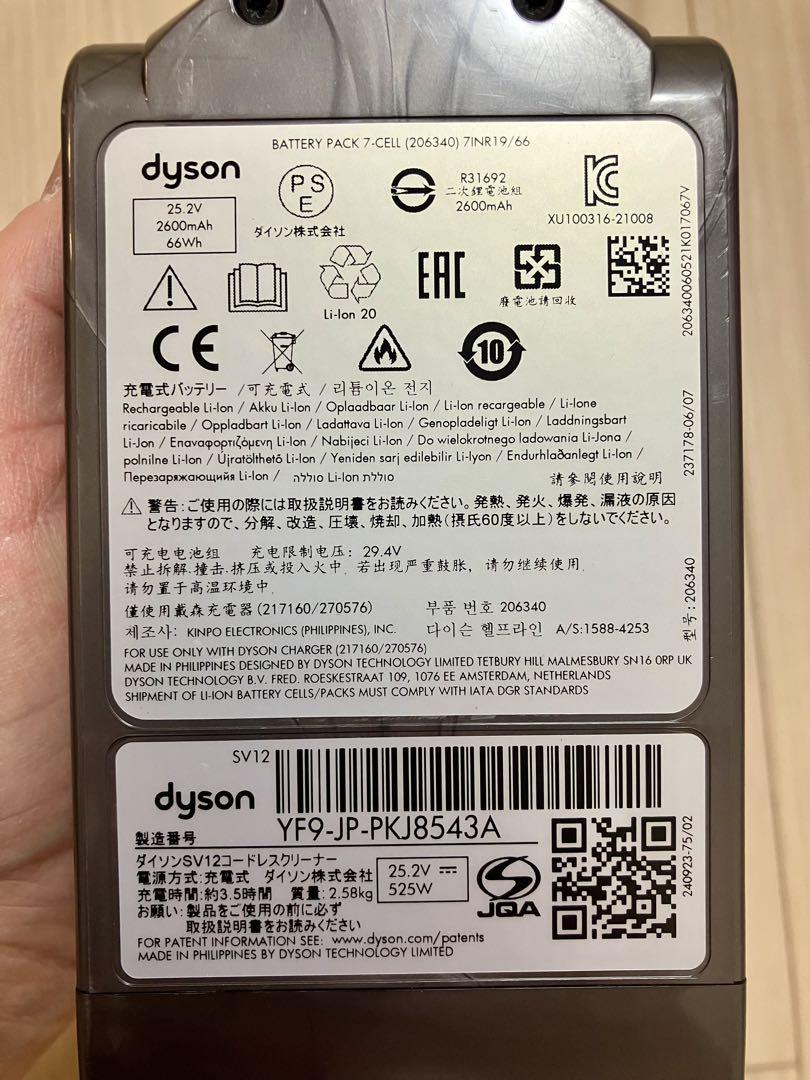 BATTERY PACK 7-CELL (206340) 7INR19/66
dyson
25.2V
2600mAh
66Wh
PS
E
ダイソン株式会社
R31692
二次鋰電池組
2600mAh
XU100316-21008
Li-Ion 20
EAC
廢電池請回收
CE
10
20634006052 1K017067V
237178-06/07
型号: 206340
充電式バッテリー /可充電式 / 리튬이온 전지
Rechargeable Li-Ion / Akku Li-Ion / Oplaadbaar Li-Ion / Li-Ion recargeable / Li-Ione
ricaricabile / Oppladbart Li-Ion / Ladattava Li-Ion / Genopladeligt Li-Ion / Laddningsbart
Li-Jon / Επαναφορτιζόμενη Li-Ion / Nabíjecí Li-Ion / Do wielokrotnego ladowania Li-Jona /
polnilne Li-Ion / Újratölthető Li-Ion / Yeniden sarj edilebilir Li-Iyon / Endurhlaðanlegt Li-Ion /
Перезаряжающийя Li-Ion / סוללה Li-Ion סוללת
請參閱使用說明
警告:ご使用の際には取扱説明書をお読みください。発熱、発火、爆発、漏液の原因
となりますので、分解、改造、圧壊、焼却、加熱(摂氏60度以上)をしないでください。
可充电电池组 充电限制电压: 29.4V
禁止拆解.撞击.挤压或投入火中. 若出现严重鼓胀, 请勿继续使用.
请勿置于高温环境中.
僅使用戴森充電器(217160/270576) 부품 번호 206340
제조사: KINPO ELECTRONICS (PHILIPPINES), INC. 다이슨 헬프라인 A/S:1588-4253
FOR USE ONLY WITH DYSON CHARGER (217160/270576)
MADE IN PHILIPPINES DESIGNED BY DYSON TECHNOLOGY LIMITED TETBURY HILL MALMESBURY SN16 0RP UK
DYSON TECHNOLOGY B.V. FRED. ROESKESTRAAT 109, 1076 EE AMSTERDAM, NETHERLANDS
SHIPMENT OF LI-ION BATTERY CELLS/PACKS MUST COMPLY WITH IATA DGR STANDARDS
SV12
dyson
YF9-JP-PKJ8543A
製造番号
ダイソンSV12コードレスクリーナー
電源方式:充電式 ダイソン株式会社
充電時間:約3.5時間 質量:2.58kg
25.2V
525W
JQA
お願い:製品をご使用の前に必ず
取扱説明書をお読みください
FOR PATENT INFORMATION SEE: www.dyson.com/patents
MADE IN PHILIPPINES BY DYSON TECHNOLOGY LIMITED
240923-75/02